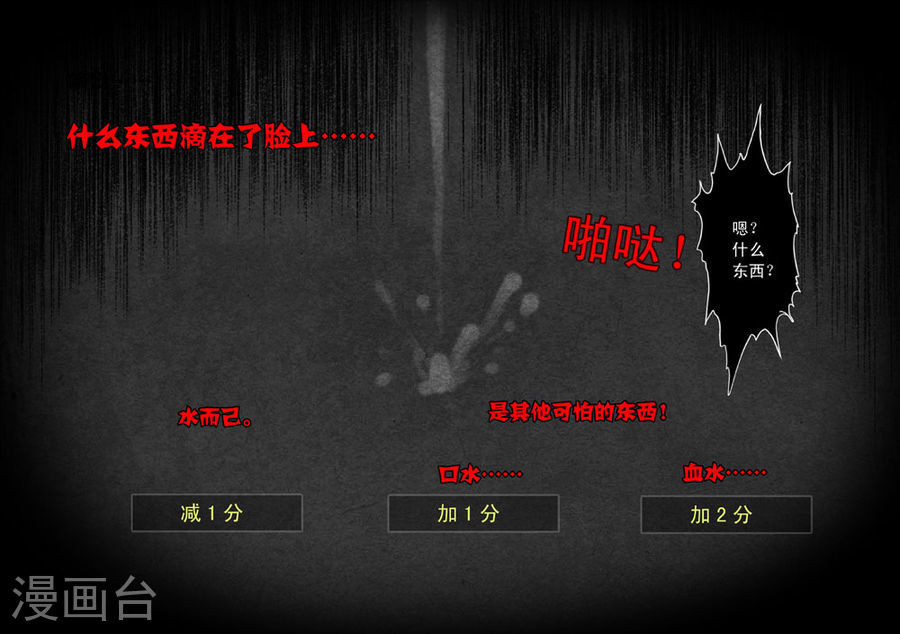 什么东西滴在了脸上……
啪哒！
嗯？
什么
东西？
水而已。
是其他可怕的东西！
口水……
血水……
减1分
加1分
加2分
漫画台